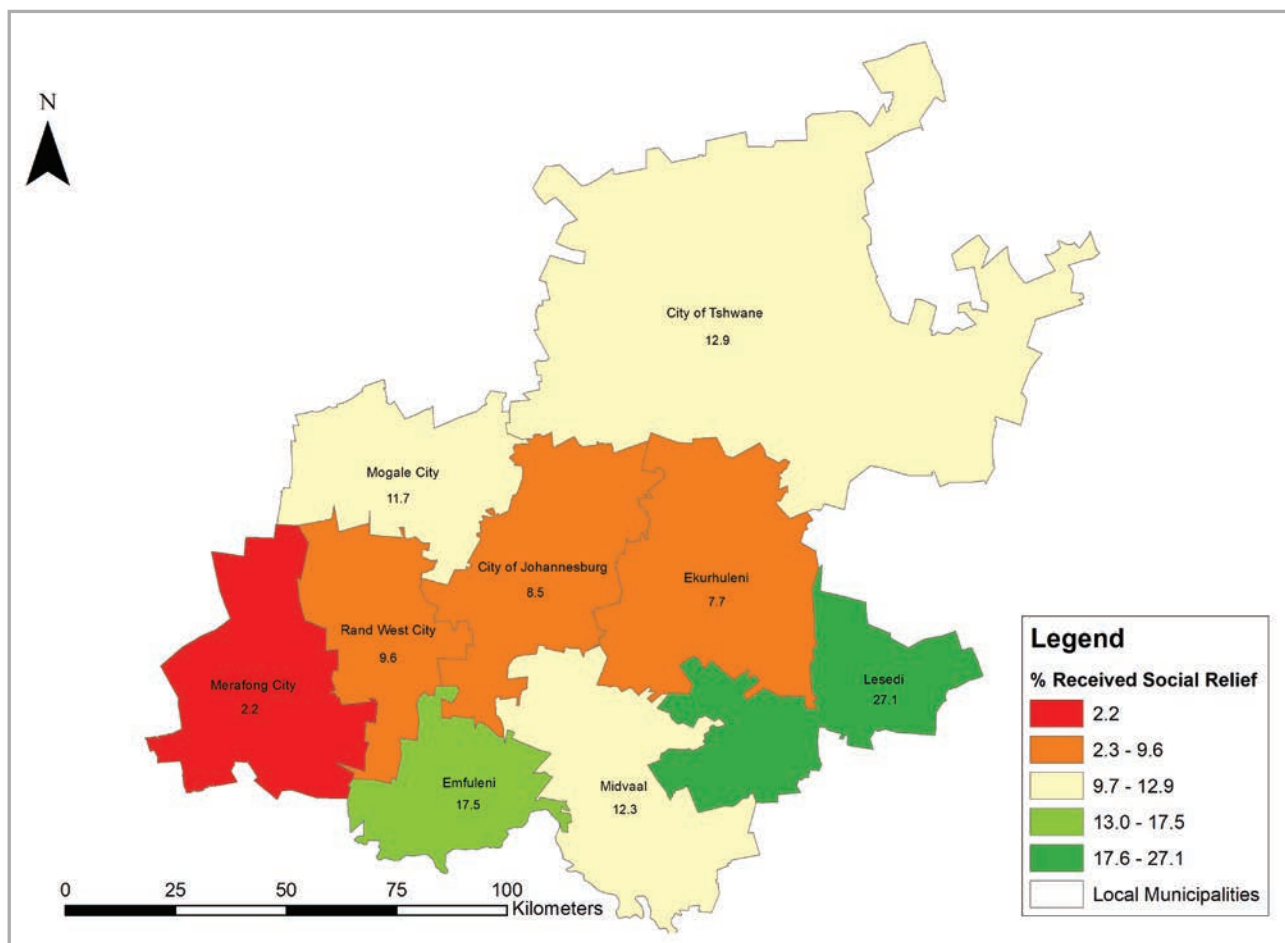 N
City of Tshwane
12.9
Mogale City
11.7
City of Johannesburg
8.5
Ekurhuleni
7.7
Rand West City
9.6
Merafong City
2.2
Lesedi
27.1
Emfuleni
17.5
Midvaal
12.3
Legend
% Received Social Relief
2.2
2.3 - 9.6
9.7 - 12.9
13.0 - 17.5
17.6 - 27.1
Local Municipalities
0 25 50 75 100
Kilometers